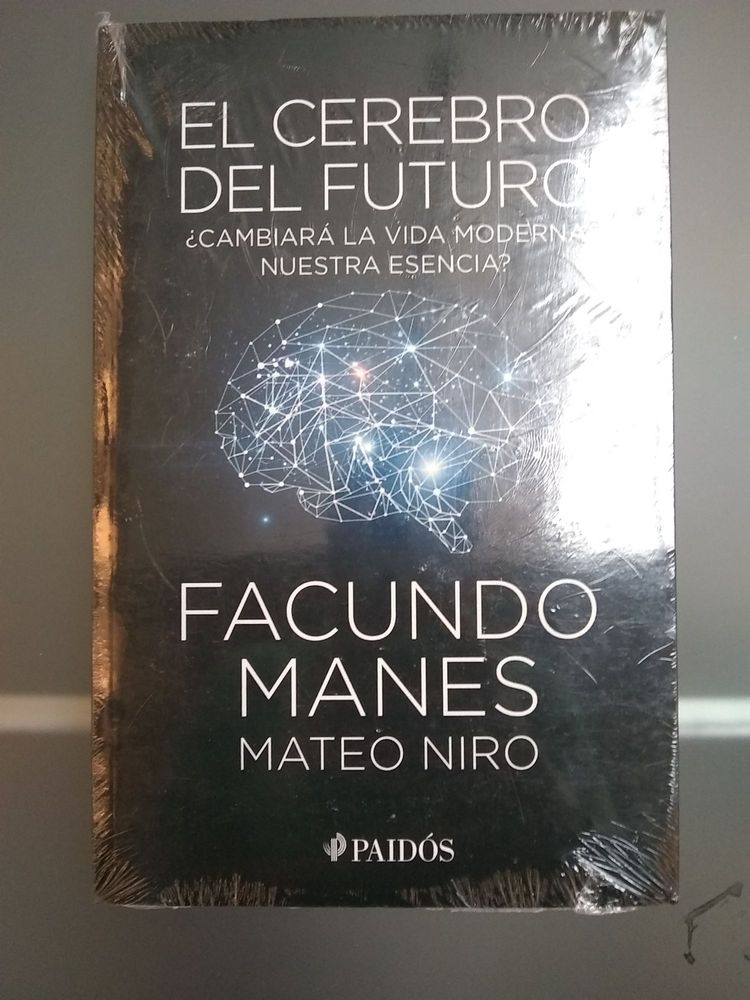 EL CEREBRO
DEL FUTURO
¿CAMBIARÁ LA VIDA MODERNA
NUESTRA ESENCIA?
FACUNDO
MANES
MATEO NIRO
PAIDÓS